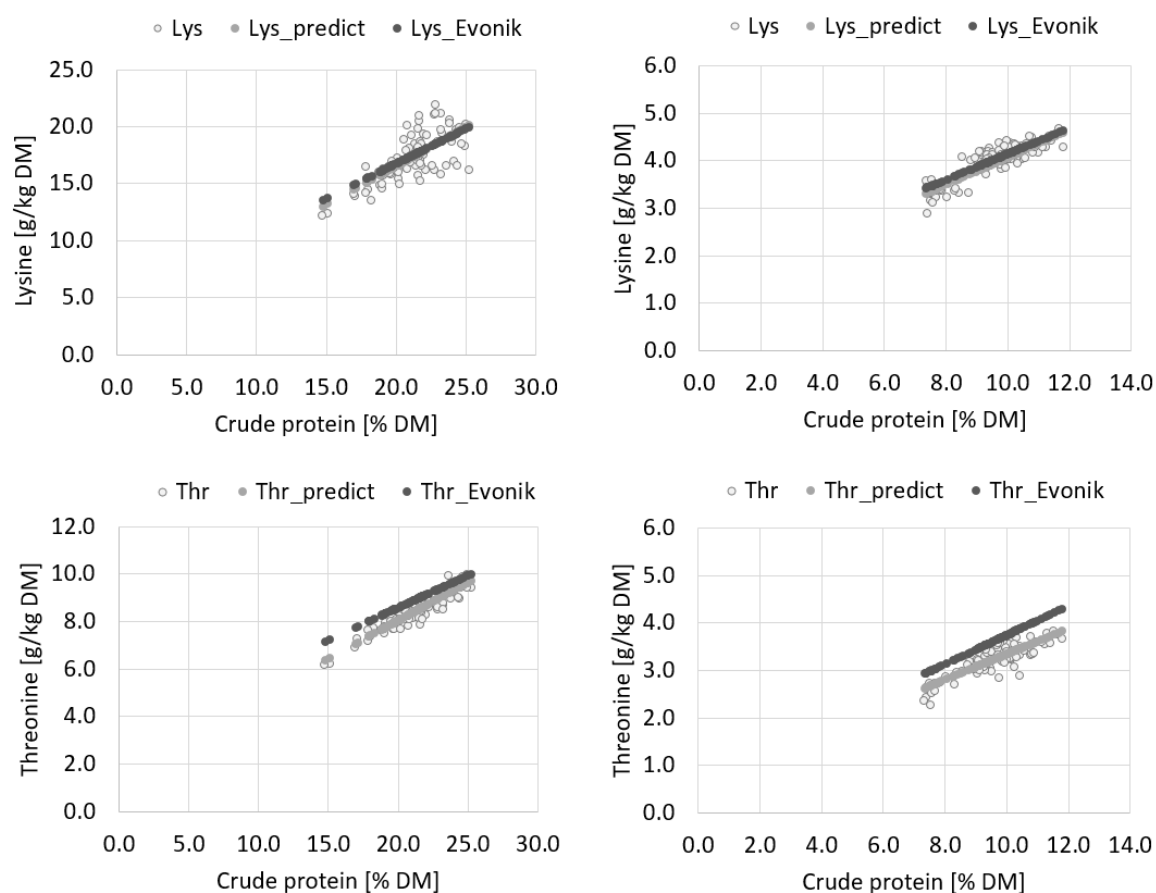 Lys Lys_predict Lys_Evonik
25.0
20.0
15.0
10.0
5.0
0.0
Lysine [g/kg DM]
0.0 5.0 10.0 15.0 20.0 25.0 30.0
Crude protein [% DM]
Lys Lys_predict Lys_Evonik
6.0
5.0
4.0
3.0
2.0
1.0
0.0
Lysine [g/kg DM]
0.0 2.0 4.0 6.0 8.0 10.0 12.0 14.0
Crude protein [% DM]
Thr Thr_predict Thr_Evonik
12.0
10.0
8.0
6.0
4.0
2.0
0.0
Threonine [g/kg DM]
0.0 5.0 10.0 15.0 20.0 25.0 30.0
Crude protein [% DM]
Thr Thr_predict Thr_Evonik
6.0
5.0
4.0
3.0
2.0
1.0
0.0
Threonine [g/kg DM]
0.0 2.0 4.0 6.0 8.0 10.0 12.0 14.0
Crude protein [% DM]